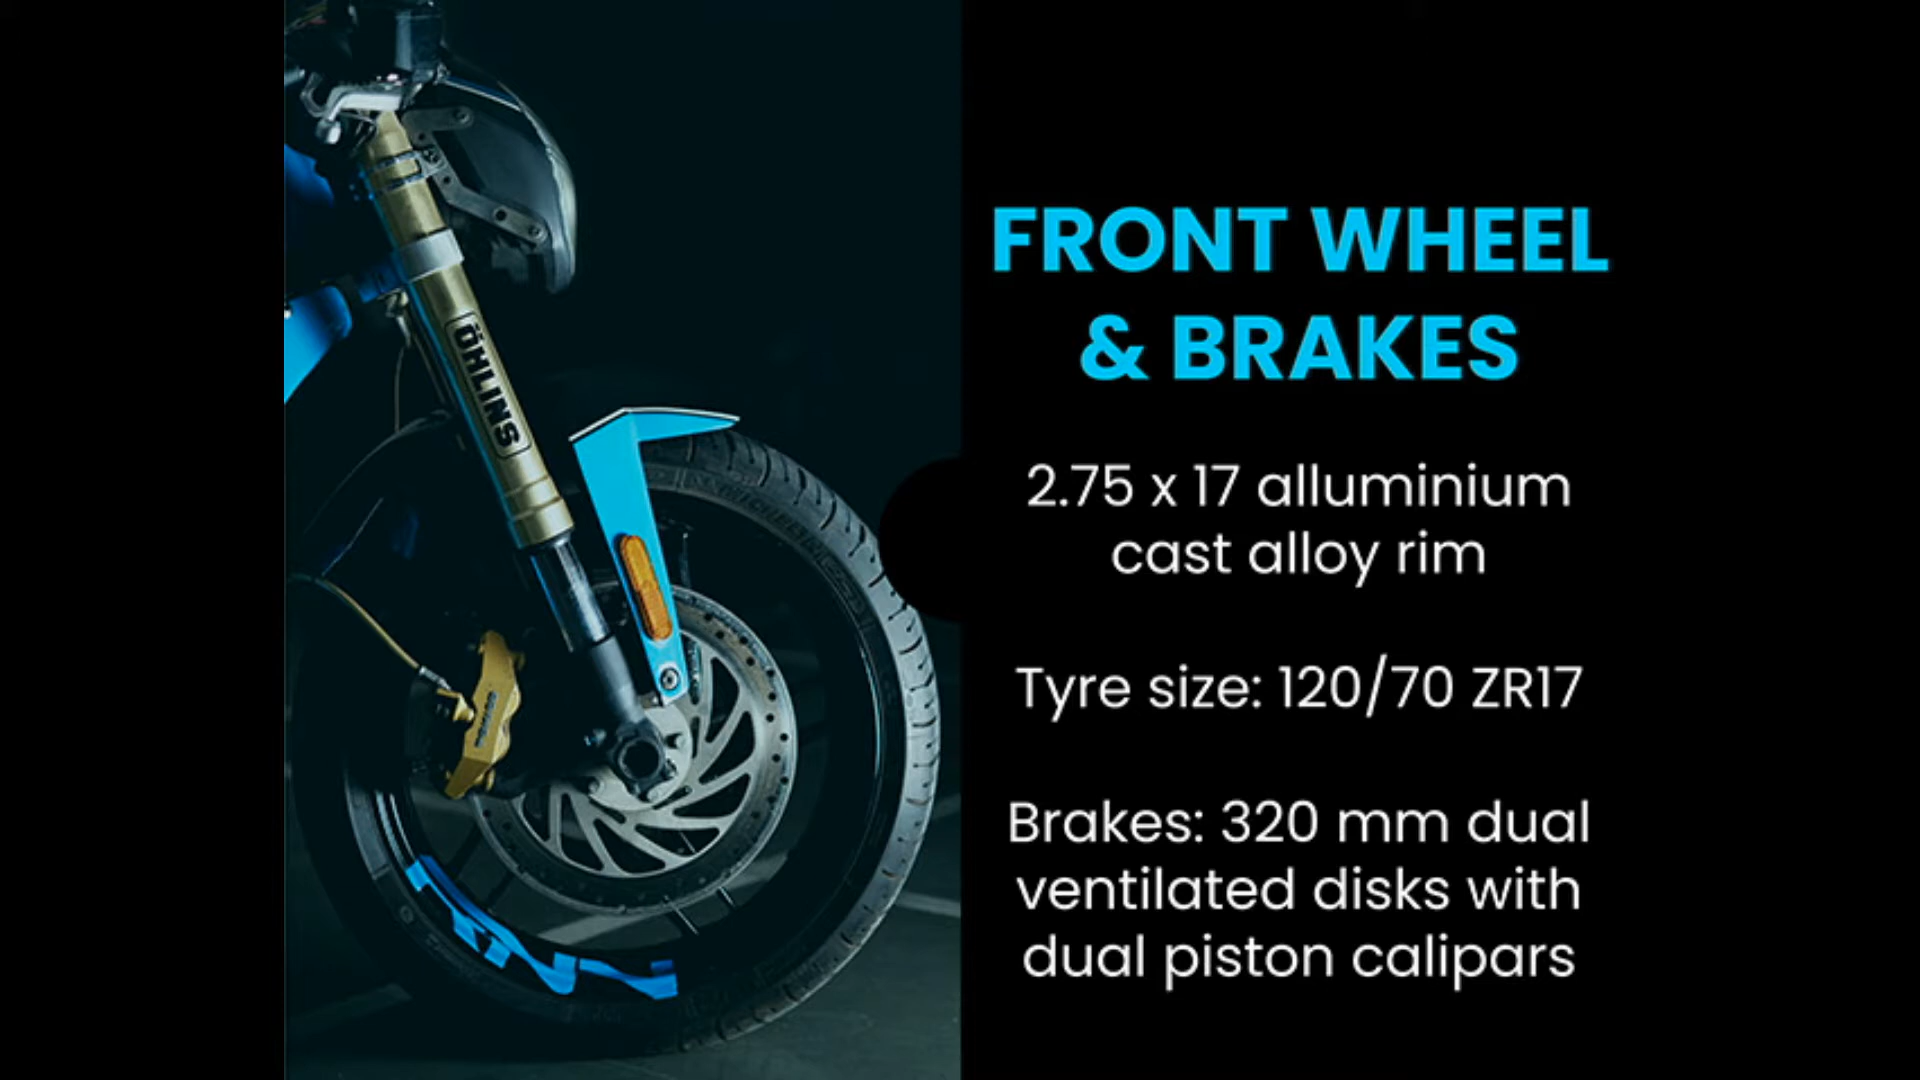 ÖHLINS
FRONT WHEEL
& BRAKES
2.75 x 17 alluminium
cast alloy rim
Tyre size: 120/70 ZR17
Brakes: 320 mm dual
ventilated disks with
dual piston calipars